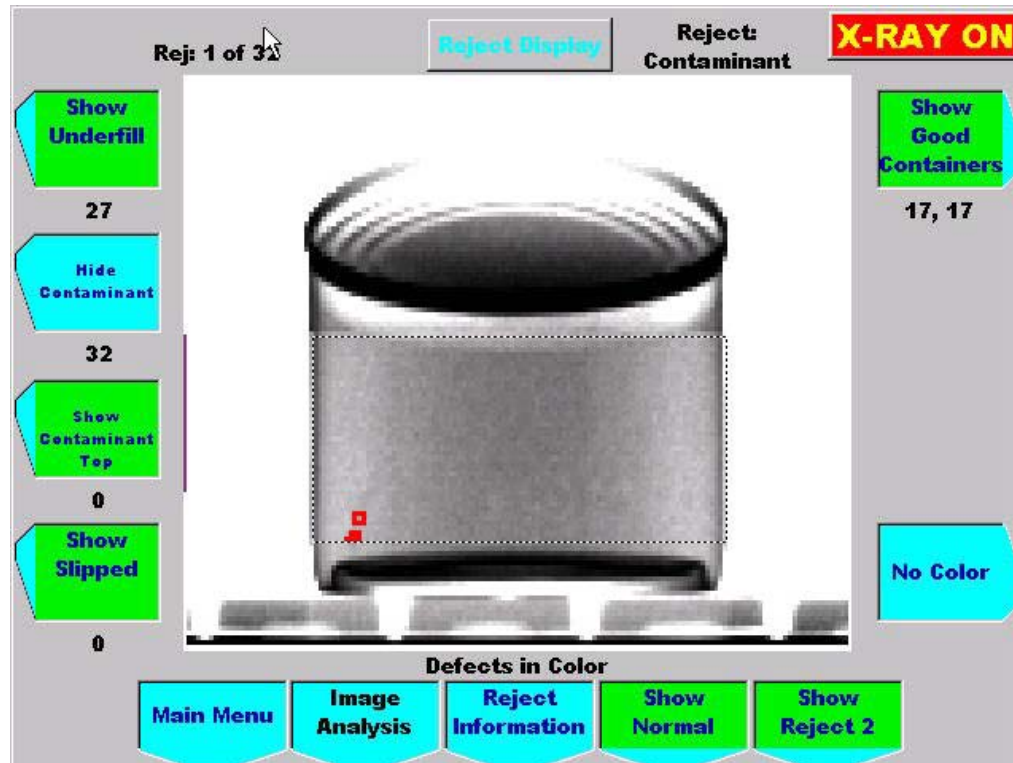 Rej: 1 of 32
Reject Display
Reject:
Contaminant
X-RAY ON
Show
Underfill
27
Hide
Contaminant
32
Show
Contaminant
Top
0
Show
Slipped
0
Show
Good
Containers
17, 17
No Color
Defects in Color
Main Menu
Image
Analysis
Reject
Information
Show
Normal
Show
Reject 2